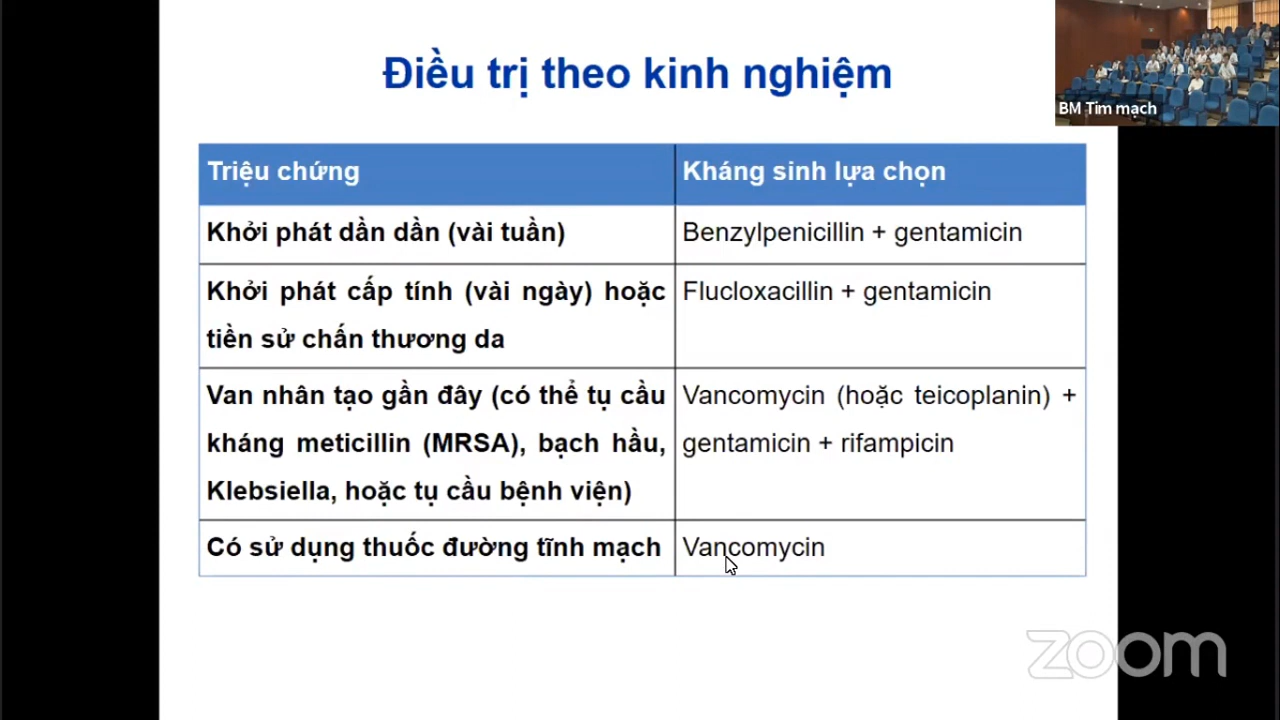 Điều trị theo kinh nghiệm
BM Tim mạch
Triệu chứng
Kháng sinh lựa chọn
Khởi phát dần dần (vài tuần)
Benzylpenicillin + gentamicin
Khởi phát cấp tính (vài ngày) hoặc
tiền sử chấn thương da
Flucloxacillin + gentamicin
Van nhân tạo gần đây (có thể tụ cầu
kháng meticillin (MRSA), bạch hầu,
Klebsiella, hoặc tụ cầu bệnh viện)
Vancomycin (hoặc teicoplanin) +
gentamicin + rifampicin
Có sử dụng thuốc đường tĩnh mạch
Vancomycin
zoom